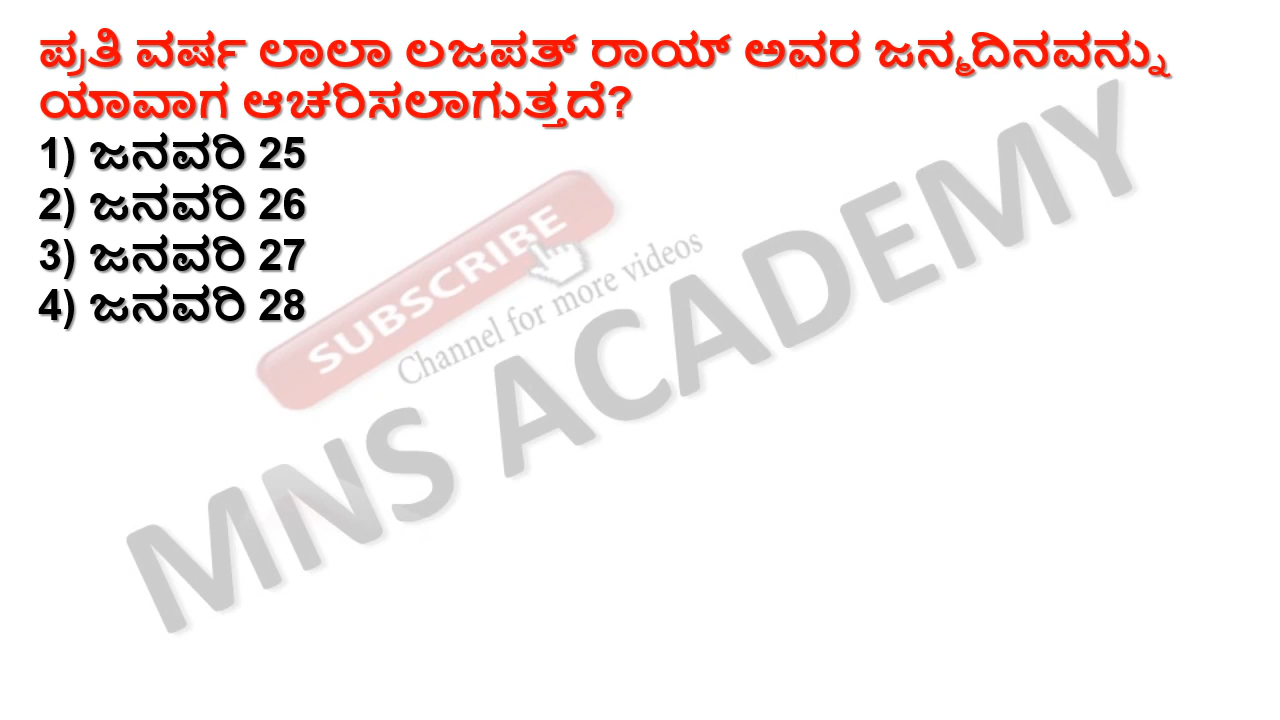 ಪ್ರತಿ ವರ್ಷ ಲಾಲಾ ಲಜಪತ್ ರಾಯ್ ಅವರ ಜನ್ಮದಿನವನ್ನು
ಯಾವಾಗ ಆಚರಿಸಲಾಗುತ್ತದೆ?
1) ಜನವರಿ 25
2) ಜನವರಿ 26
3) ಜನವರಿ 27
4) ಜನವರಿ 28
SUBSCRIBE
Channel for more videos
MNS ACADEMY